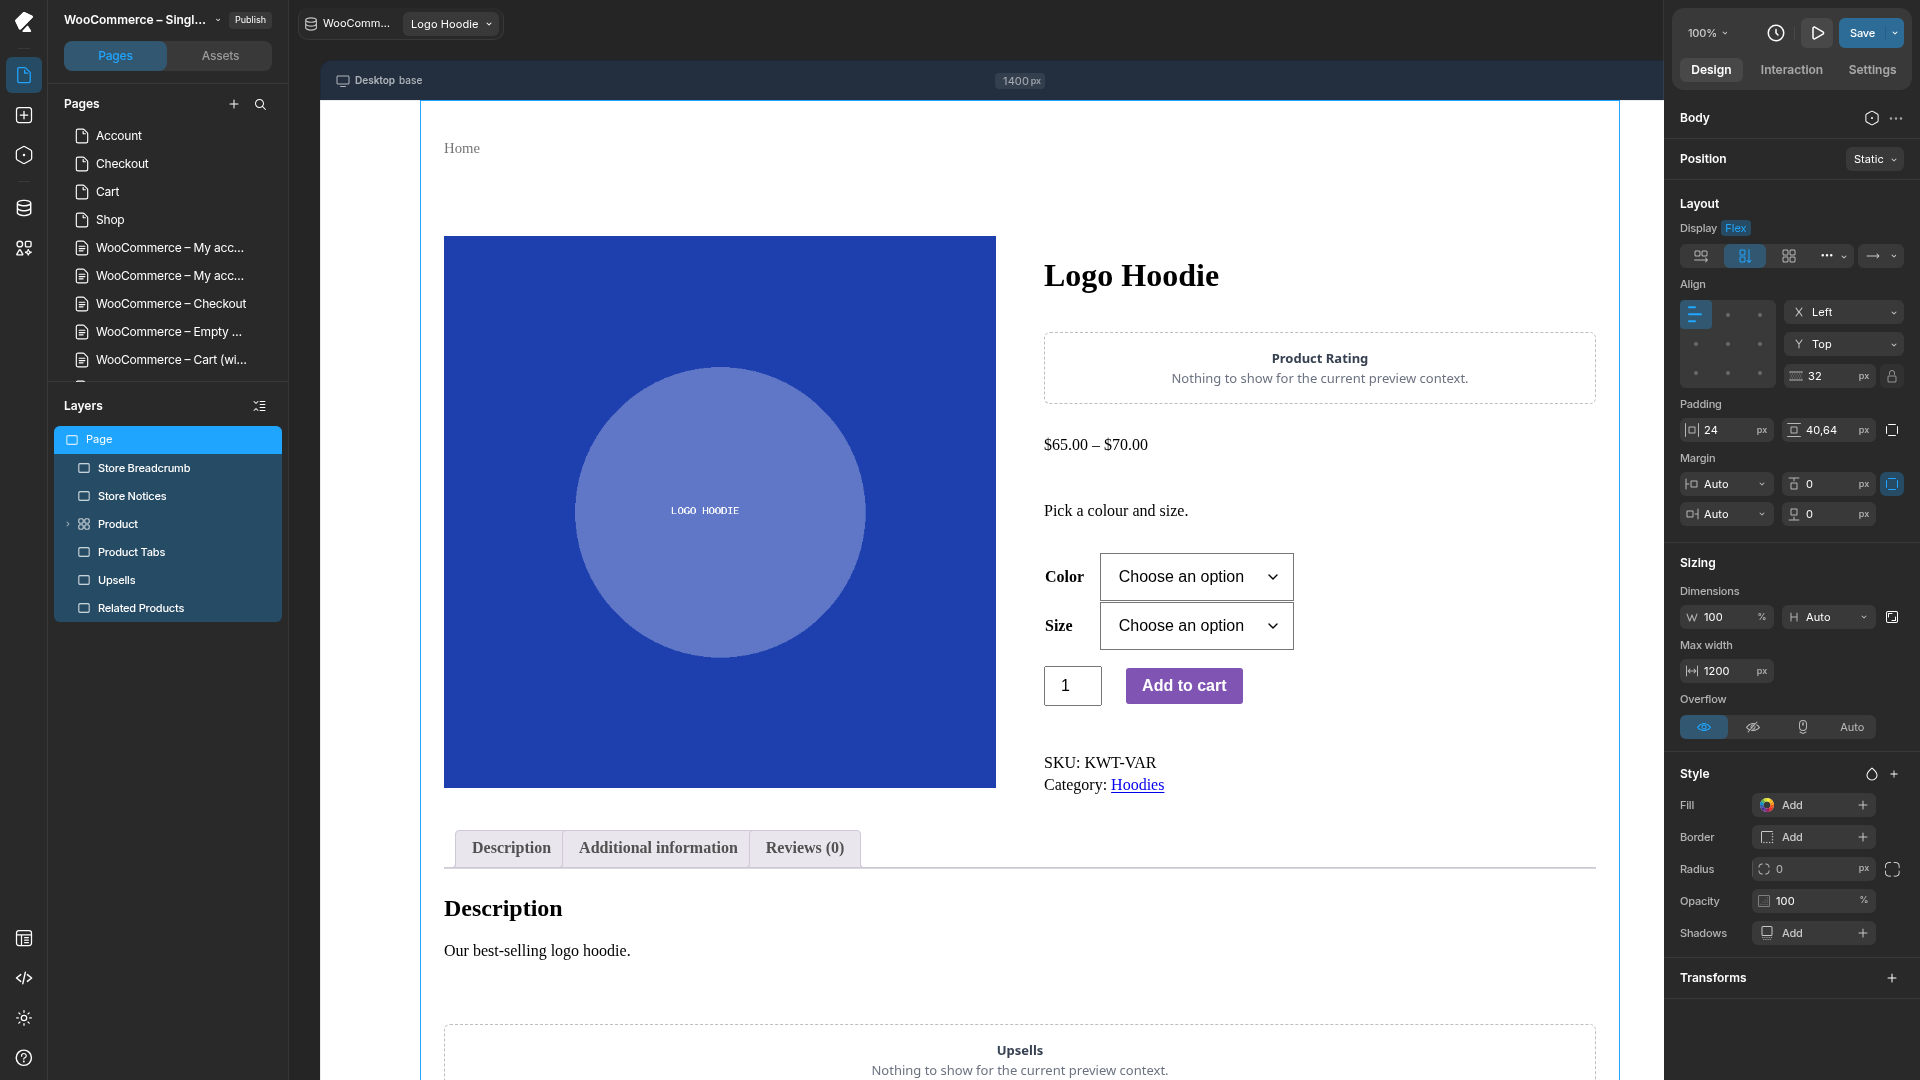 WooCommerce – Singl...
Publish
Pages
Assets
Pages
Account
Checkout
Cart
Shop
WooCommerce – My acc...
WooCommerce – My acc...
WooCommerce – Checkout
WooCommerce – Empty ...
WooCommerce – Cart (wi...
Layers
Page
Store Breadcrumb
Store Notices
Product
Product Tabs
Upsells
Related Products
WooComm...
Logo Hoodie
Desktop base
1400 px
Home
LOGO HOODIE
Logo Hoodie
Product Rating
Nothing to show for the current preview context.
$65.00 – $70.00
Pick a colour and size.
Color
Choose an option
Size
Choose an option
1
Add to cart
SKU: KWT-VAR
Category: Hoodies
Description
Additional information
Reviews (0)
Description
Our best-selling logo hoodie.
Upsells
Nothing to show for the current preview context.
100%
Save
Design
Interaction
Settings
Body
Position
Static
Layout
Display Flex
Align
X Left
Y Top
32 px
Padding
24 px
40,64 px
Margin
Auto
0 px
Auto
0 px
Sizing
Dimensions
W 100 %
H Auto
Max width
1200 px
Overflow
Auto
Style
Fill
Add
Border
Add
Radius
0 px
Opacity
100 %
Shadows
Add
Transforms